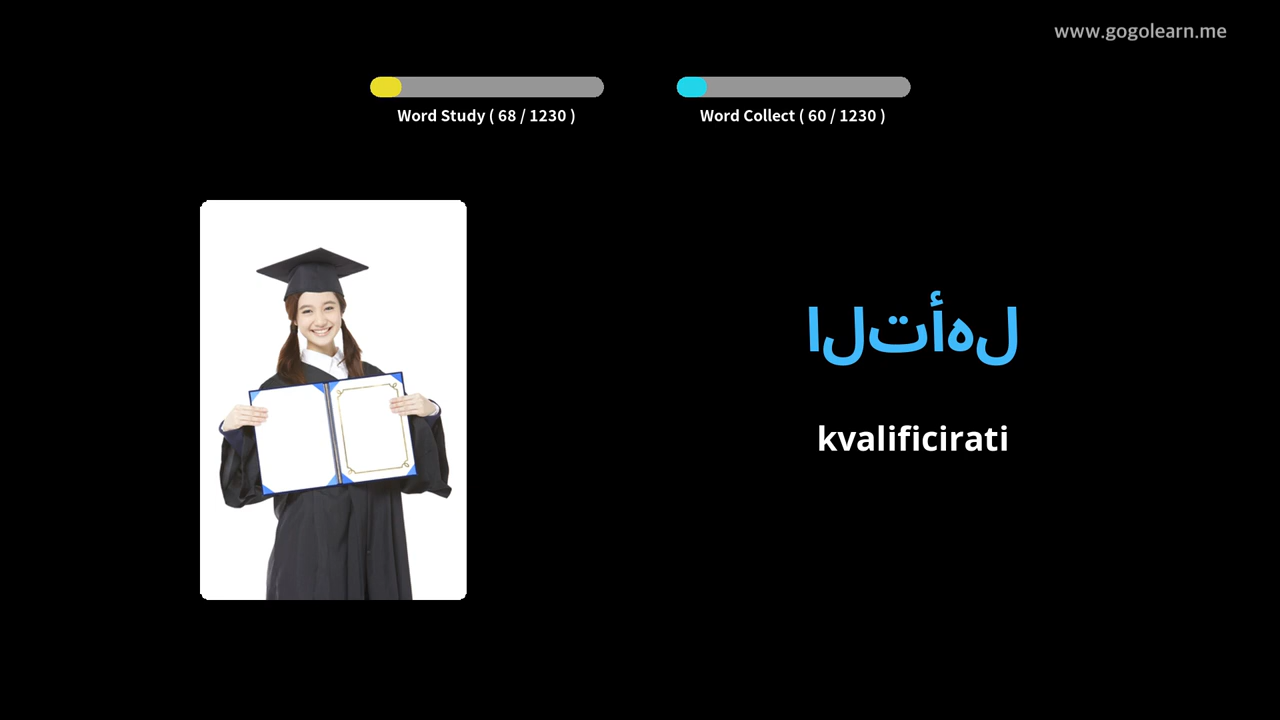 www.gogolearn.me
Word Study ( 68 / 1230 )
Word Collect ( 60 / 1230 )
التأهل
kvalificirati